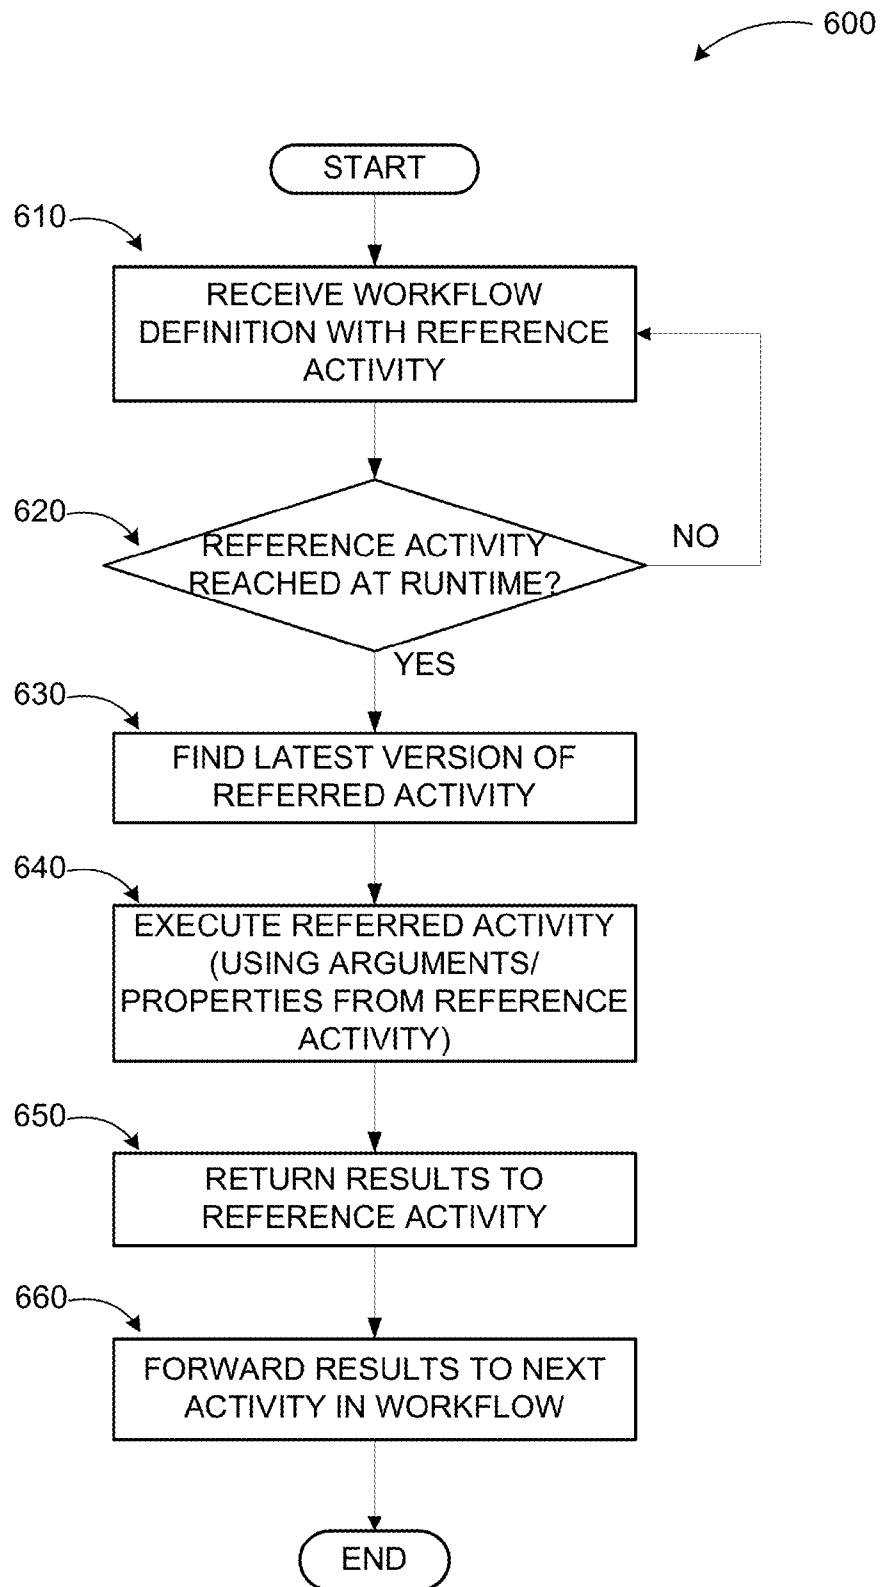 600
START
610
RECEIVE WORKFLOW
DEFINITION WITH REFERENCE
ACTIVITY
620
REFERENCE ACTIVITY
REACHED AT RUNTIME?
NO
YES
630
FIND LATEST VERSION OF
REFERRED ACTIVITY
640
EXECUTE REFERRED ACTIVITY
(USING ARGUMENTS/
PROPERTIES FROM REFERENCE
ACTIVITY)
650
RETURN RESULTS TO
REFERENCE ACTIVITY
660
FORWARD RESULTS TO NEXT
ACTIVITY IN WORKFLOW
END